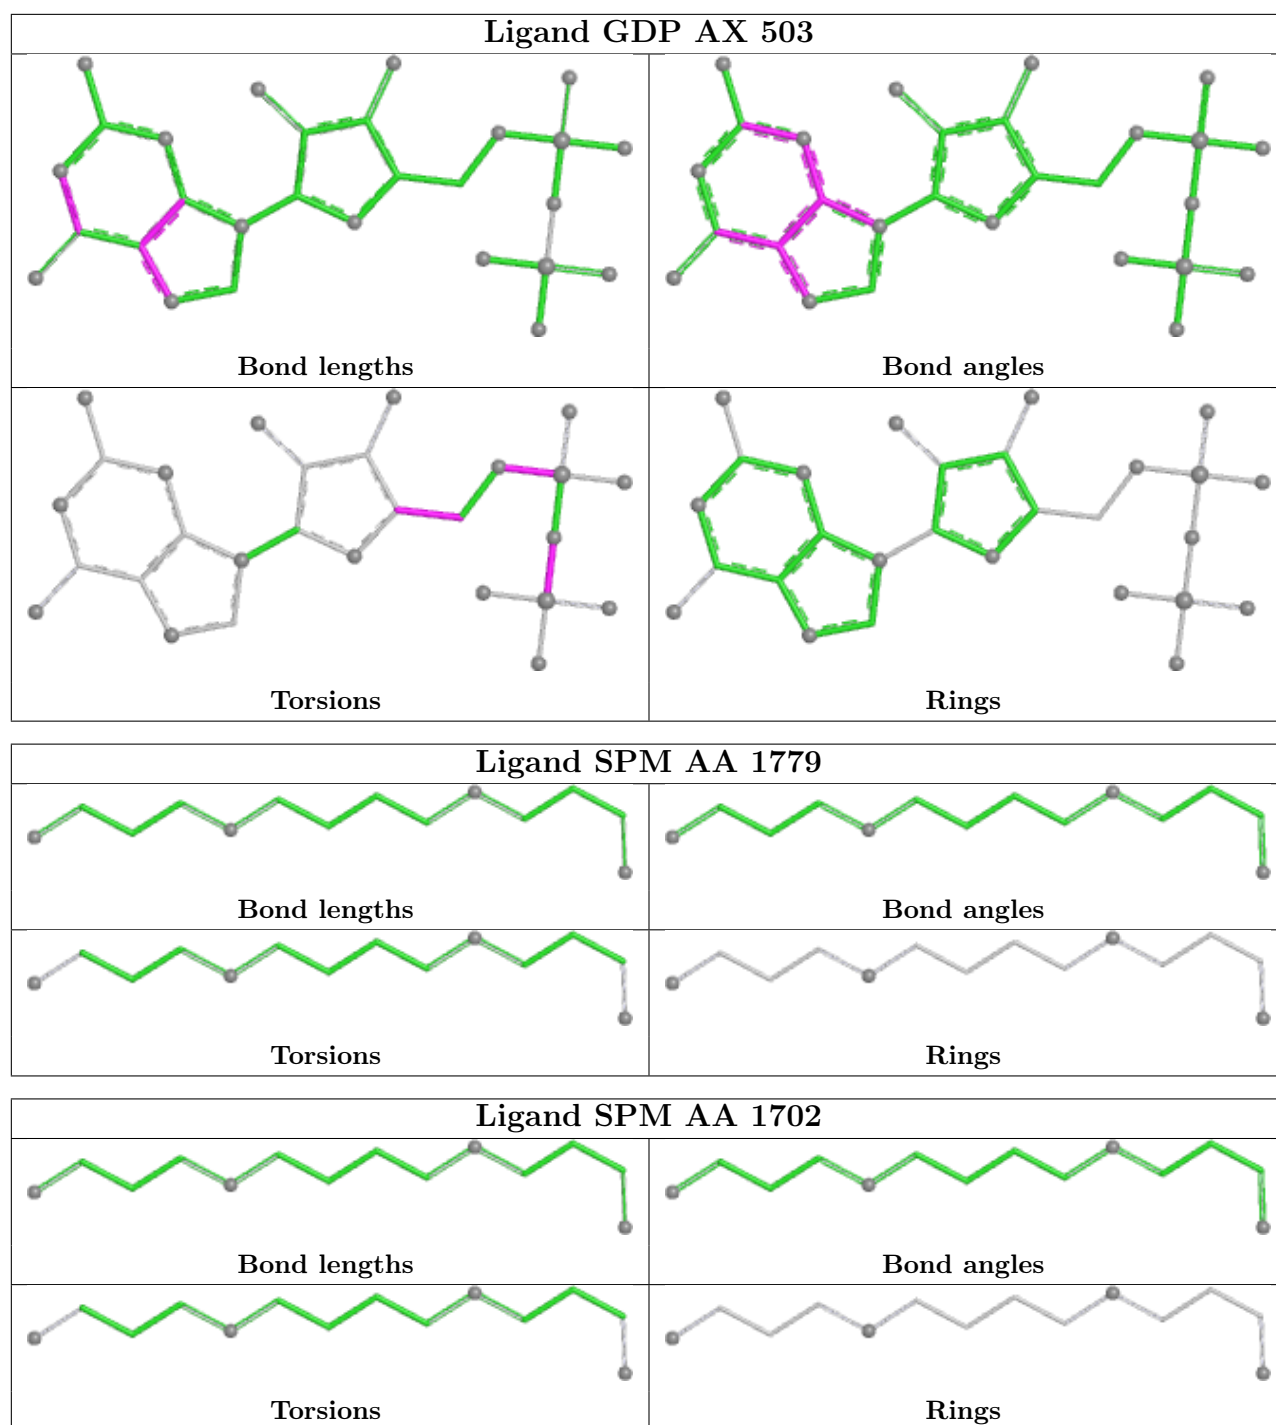 Ligand GDP AX 503
Bond lengths
Bond angles
Torsions
Rings
Ligand SPM AA 1779
Bond lengths
Bond angles
Torsions
Rings
Ligand SPM AA 1702
Bond lengths
Bond angles
Torsions
Rings